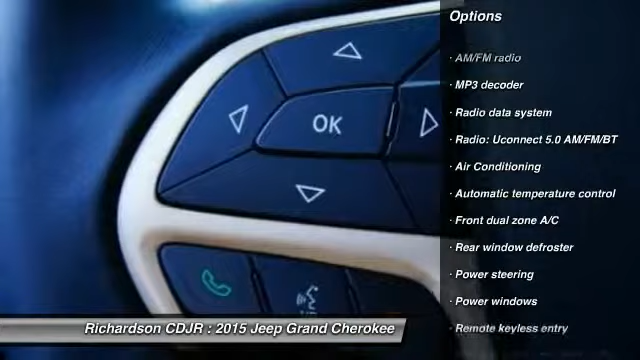 Options
· AM/FM radio
· MP3 decoder
· Radio data system
· Radio: Uconnect 5.0 AM/FM/BT
· Air Conditioning
· Automatic temperature control
· Front dual zone A/C
· Rear window defroster
· Power steering
· Power windows
· Remote keyless entry
OK
Richardson CDJR : 2015 Jeep Grand Cherokee